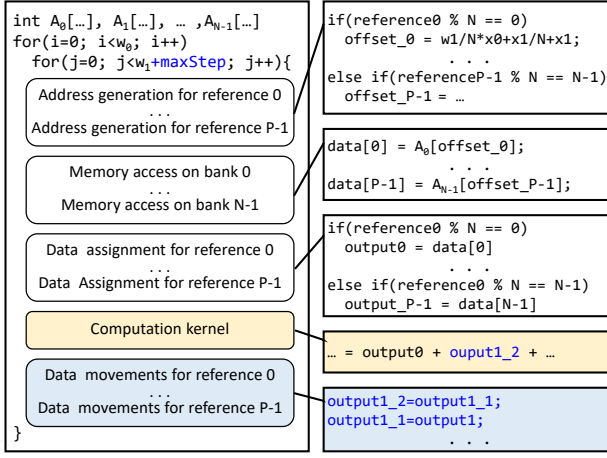 int A0[…], A1[…], … ,AN-1[…]
for(i=0; i<w0; i++)
for(j=0; j<w1+maxStep; j++){
Address generation for reference 0
...
Address generation for reference P-1
Memory access on bank 0
...
Memory access on bank N-1
Data assignment for reference 0
...
Data Assignment for reference P-1
Computation kernel
Data movements for reference 0
...
Data movements for reference P-1
}
if(reference0 % N == 0)
offset_0 = w1/N*x0+x1/N+x1;
. . .
else if(referenceP-1 % N == N-1)
offset_P-1 = …
data[0] = A0[offset_0];
. . .
data[P-1] = AN-1[offset_P-1];
if(reference0 % N == 0)
output0 = data[0]
. . .
else if(reference0 % N == N-1)
output_P-1 = data[N-1]
… = output0 + ouput1_2 + …
output1_2=output1_1;
output1_1=output1;
. . .